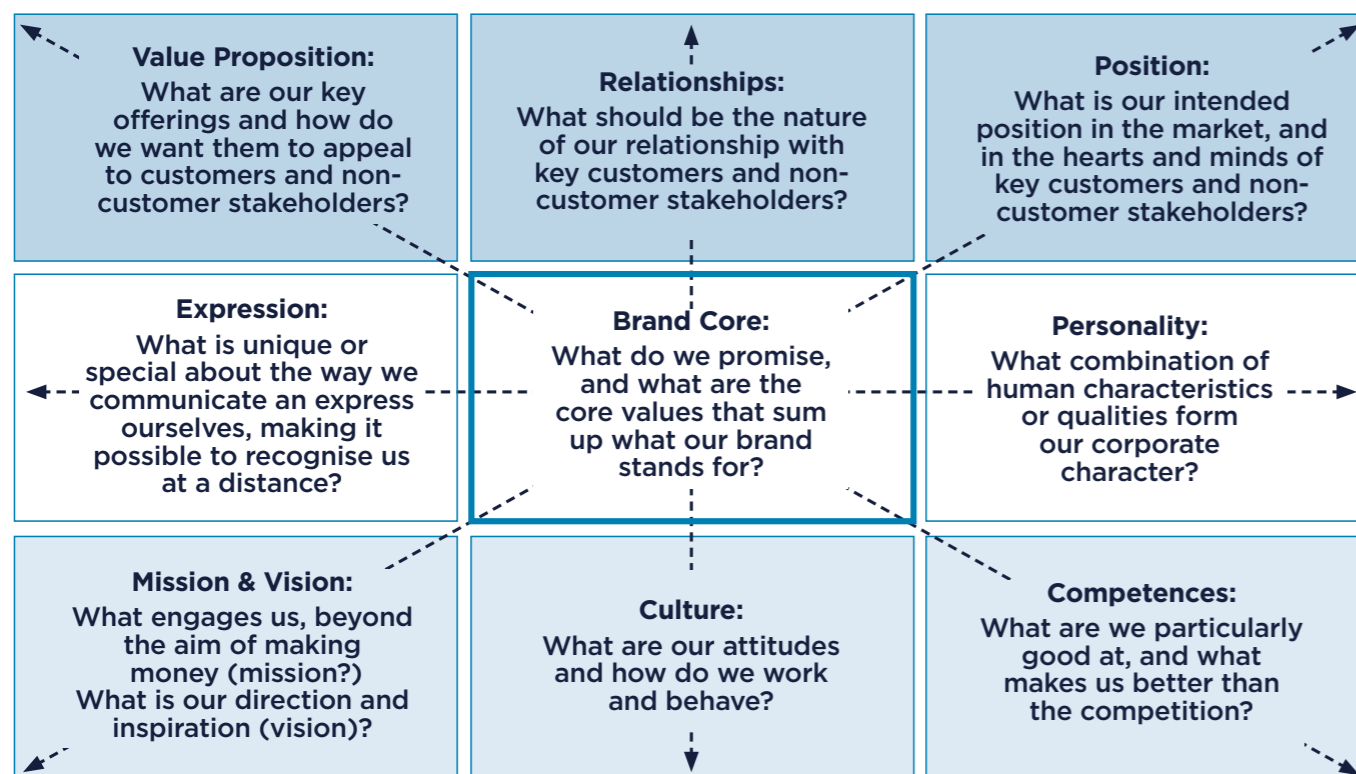 Value Proposition:
What are our key
offerings and how do
we want them to appeal
to customers and non-
customer stakeholders?
Relationships:
What should be the nature
of our relationship with
key customers and non-
customer stakeholders?
Position:
What is our intended
position in the market, and
in the hearts and minds of
key customers and non-
customer stakeholders?
Expression:
What is unique or
special about the way we
communicate an express
ourselves, making it
possible to recognise us
at a distance?
Brand Core:
What do we promise,
and what are the
core values that sum
up what our brand
stands for?
Personality:
What combination of
human characteristics
or qualities form
our corporate
character?
Mission & Vision:
What engages us, beyond
the aim of making
money (mission?)
What is our direction and
inspiration (vision)?
Culture:
What are our attitudes
and how do we work
and behave?
Competences:
What are we particularly
good at, and what
makes us better than
the competition?